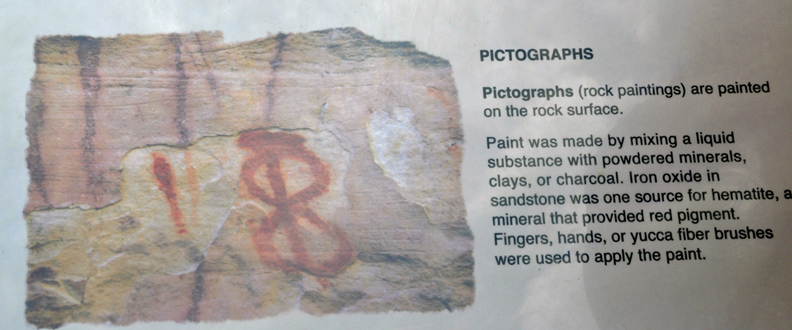 PICTOGRAPHS
Pictographs (rock paintings) are painted
on the rock surface.
Paint was made by mixing a liquid
substance with powdered minerals,
clays, or charcoal. Iron oxide in
sandstone was one source for hematite, a
mineral that provided red pigment.
Fingers, hands, or yucca fiber brushes
were used to apply the paint.